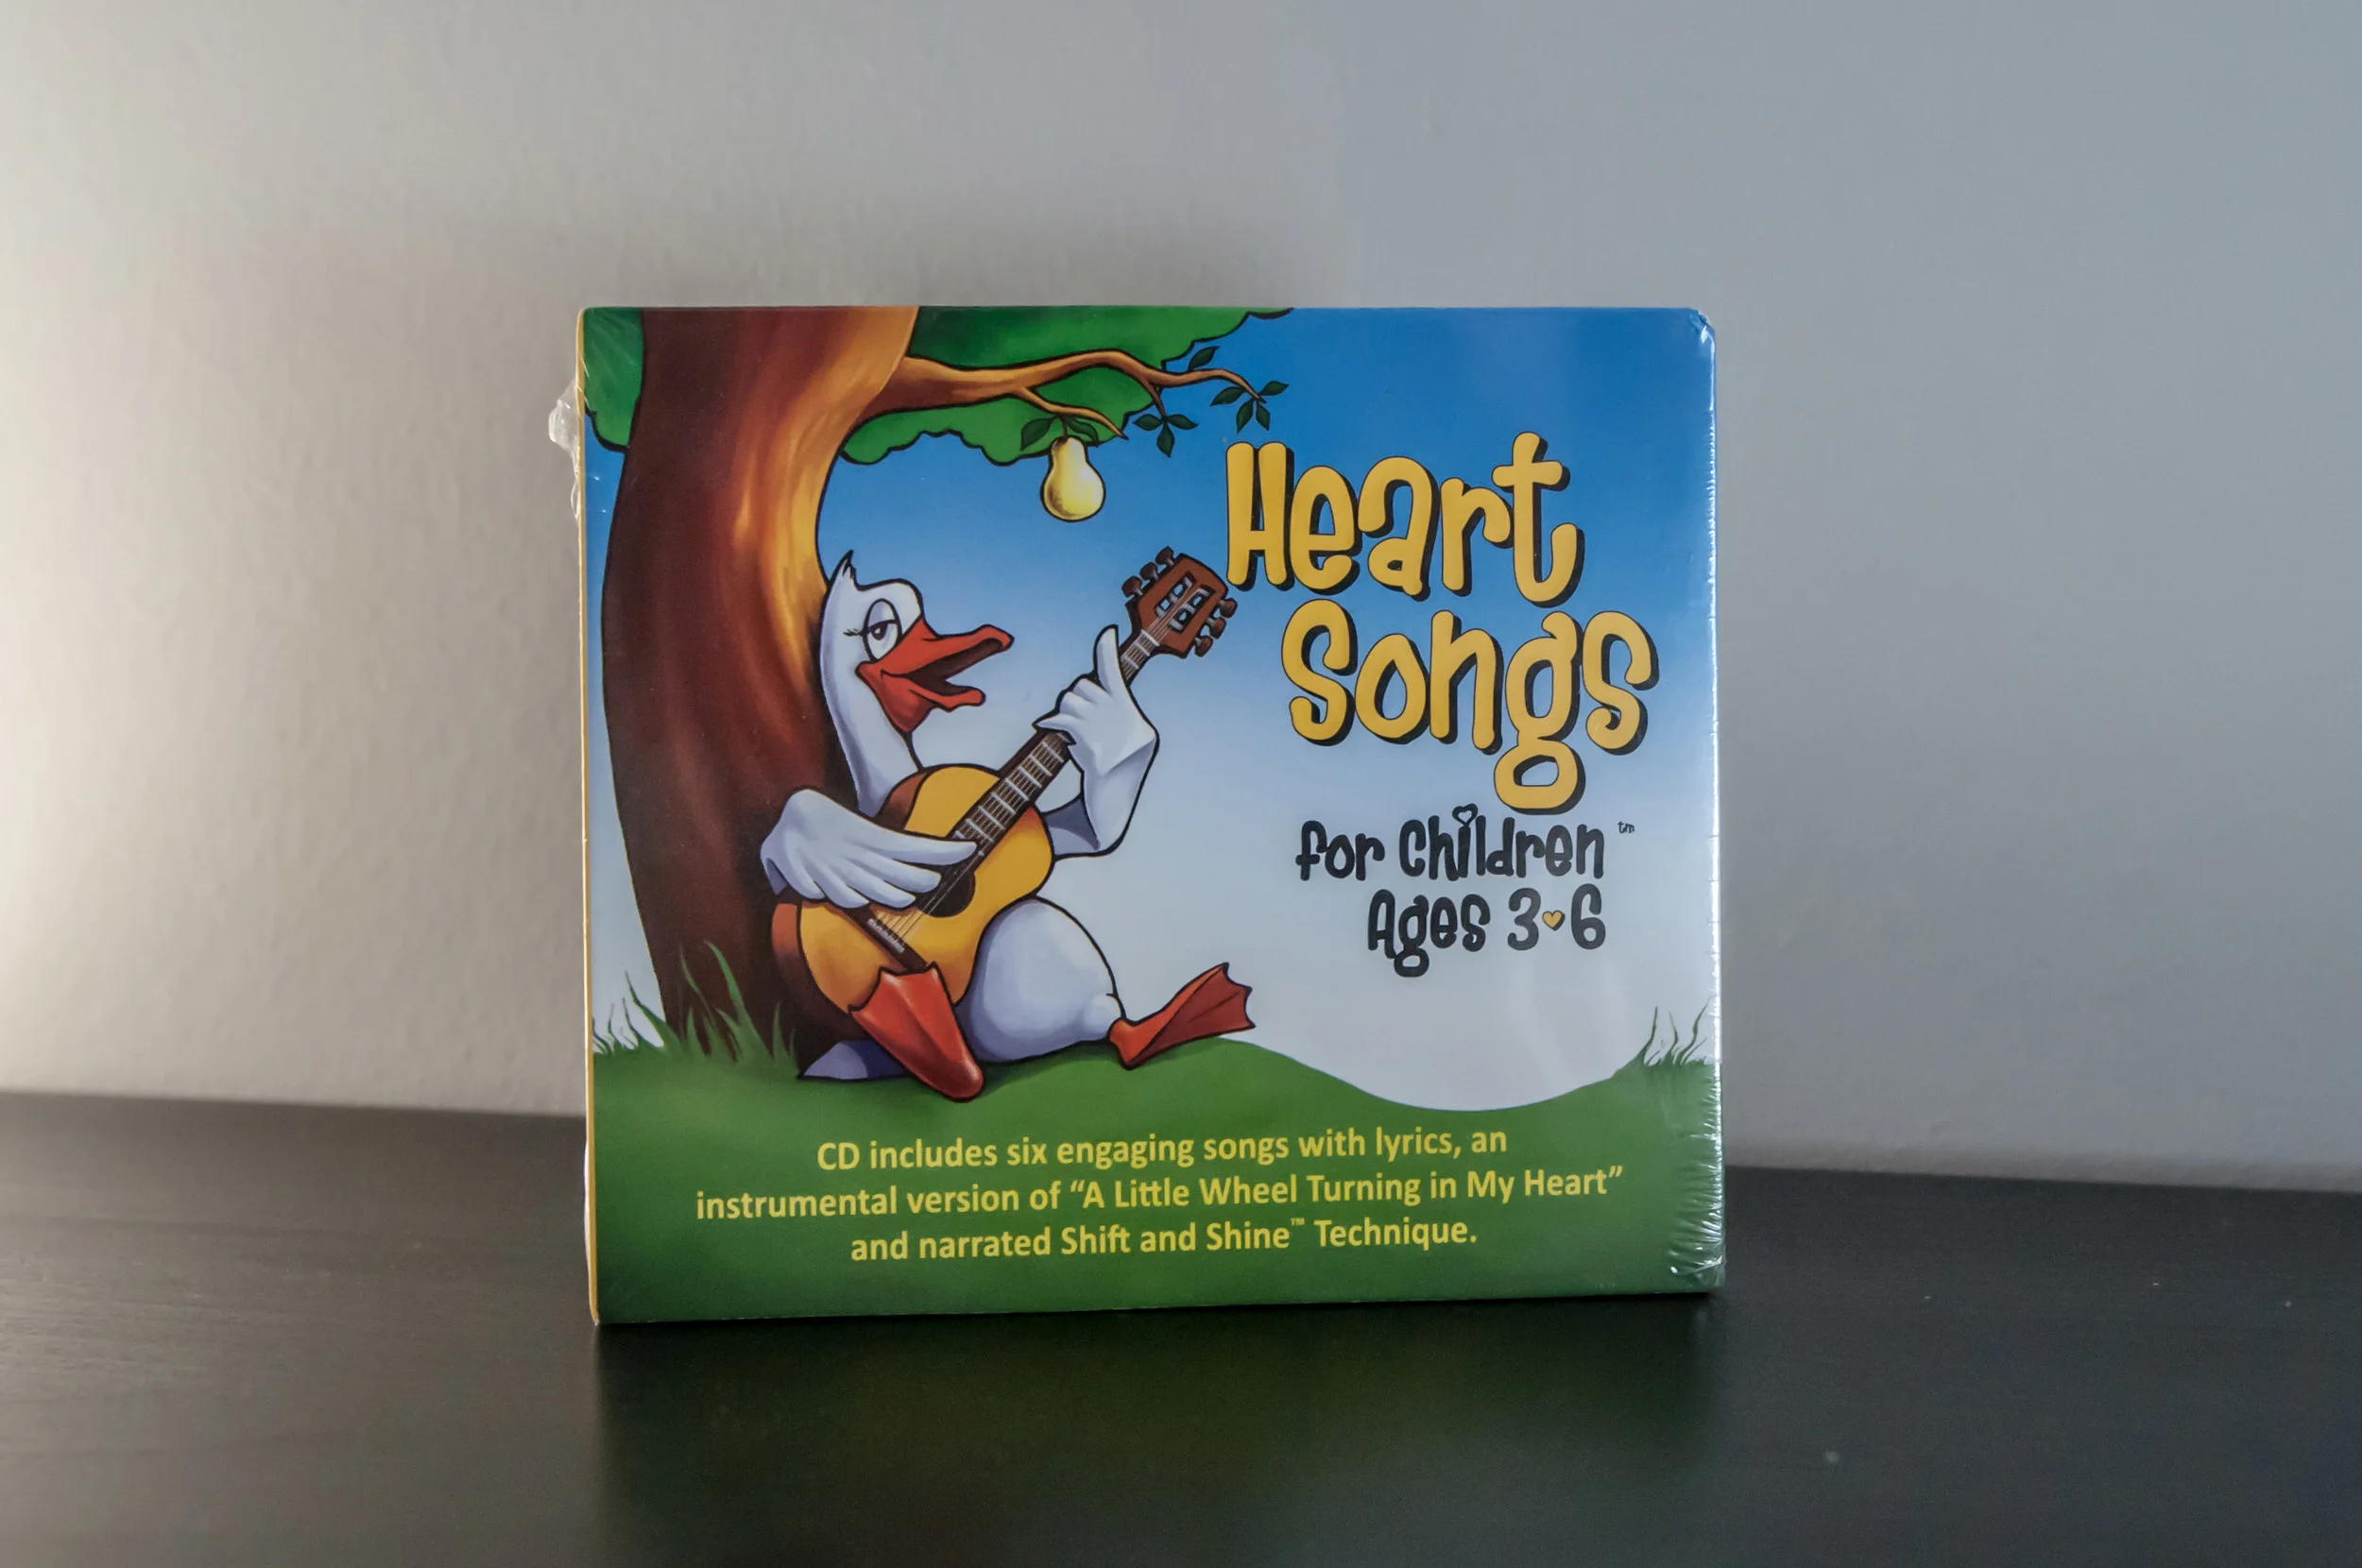 Heart
Songs
for Children™
Ages 3♥6
CD includes six engaging songs with lyrics, an
instrumental version of “A Little Wheel Turning in My Heart”
and narrated Shift and Shine™ Technique.